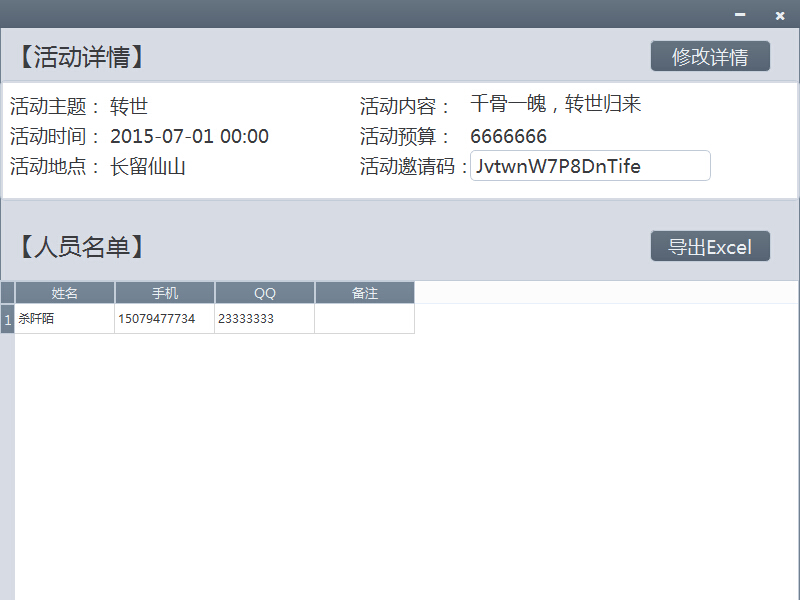 【活动详情】 修改详情
活动主题： 转世 活动内容： 千骨一魄，转世归来
活动时间： 2015-07-01 00:00 活动预算： 6666666
活动地点： 长留仙山 活动邀请码： JvtwnW7P8DnTife
【人员名单】 导出Excel
姓名 手机 QQ 备注
1 杀阡陌 15079477734 23333333